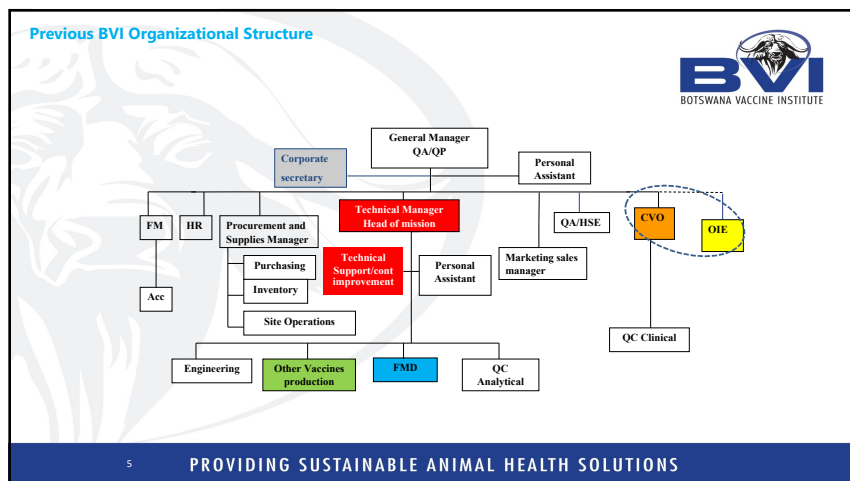 Previous BVI Organizational Structure
BVI
BOTSWANA VACCINE INSTITUTE
General Manager
QA/QP
Corporate
secretary
Personal
Assistant
FM
HR
Procurement and
Supplies Manager
Technical Manager
Head of mission
QA/HSE
CVO
OIE
Marketing sales
manager
Purchasing
Inventory
Site Operations
Technical
Support/cont
improvement
Personal
Assistant
Acc
QC Clinical
Engineering
Other Vaccines
production
FMD
QC
Analytical
5
PROVIDING SUSTAINABLE ANIMAL HEALTH SOLUTIONS